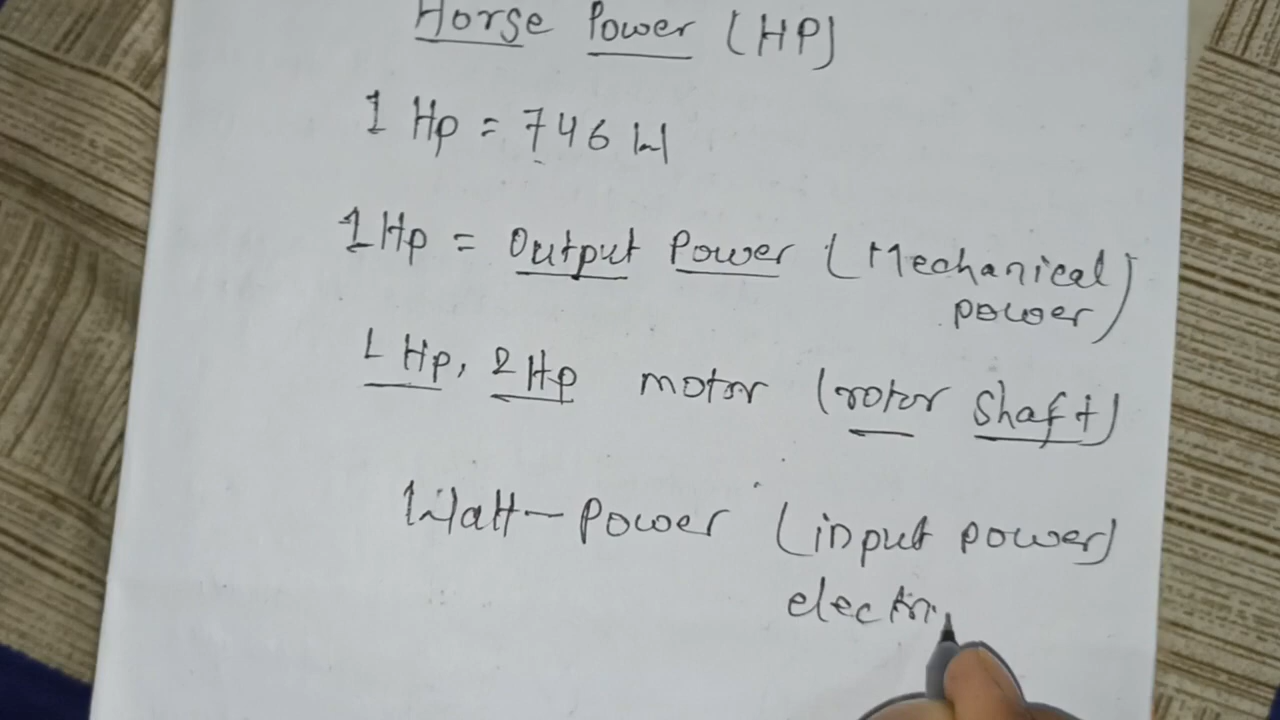 Horse Power (HP)
1 Hp = 746 W
1 Hp = Output Power (Mechanical power)
1 Hp, 2 Hp motor (rotor shaft)
Watt - Power (input power)
electri